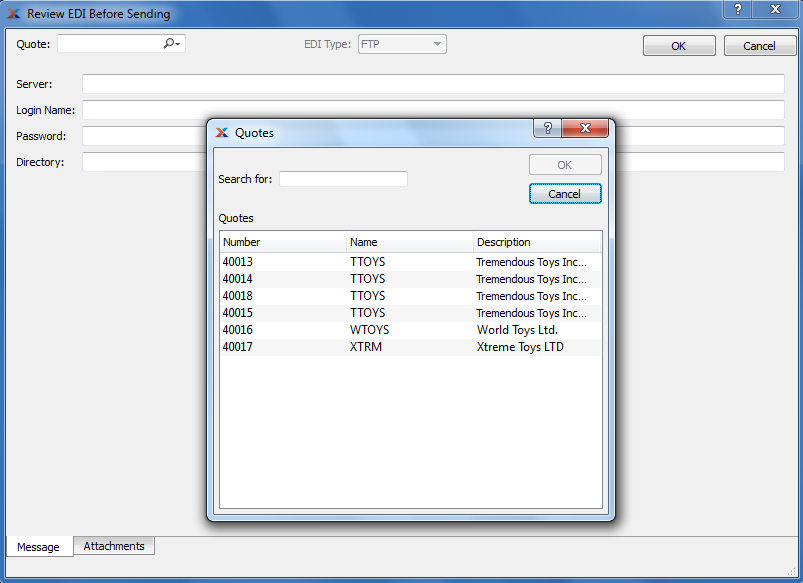 Review EDI Before Sending
?
X
Quote:
EDI Type: FTP
OK
Cancel
Server:
Login Name:
Password:
Directory:
Quotes
?
X
Search for:
OK
Cancel
Quotes
Number Name Description
40013 TTOYS Tremendous Toys Inc...
40014 TTOYS Tremendous Toys Inc...
40018 TTOYS Tremendous Toys Inc...
40015 TTOYS Tremendous Toys Inc...
40016 WTOYS World Toys Ltd.
40017 XTRM Xtreme Toys LTD
Message Attachments